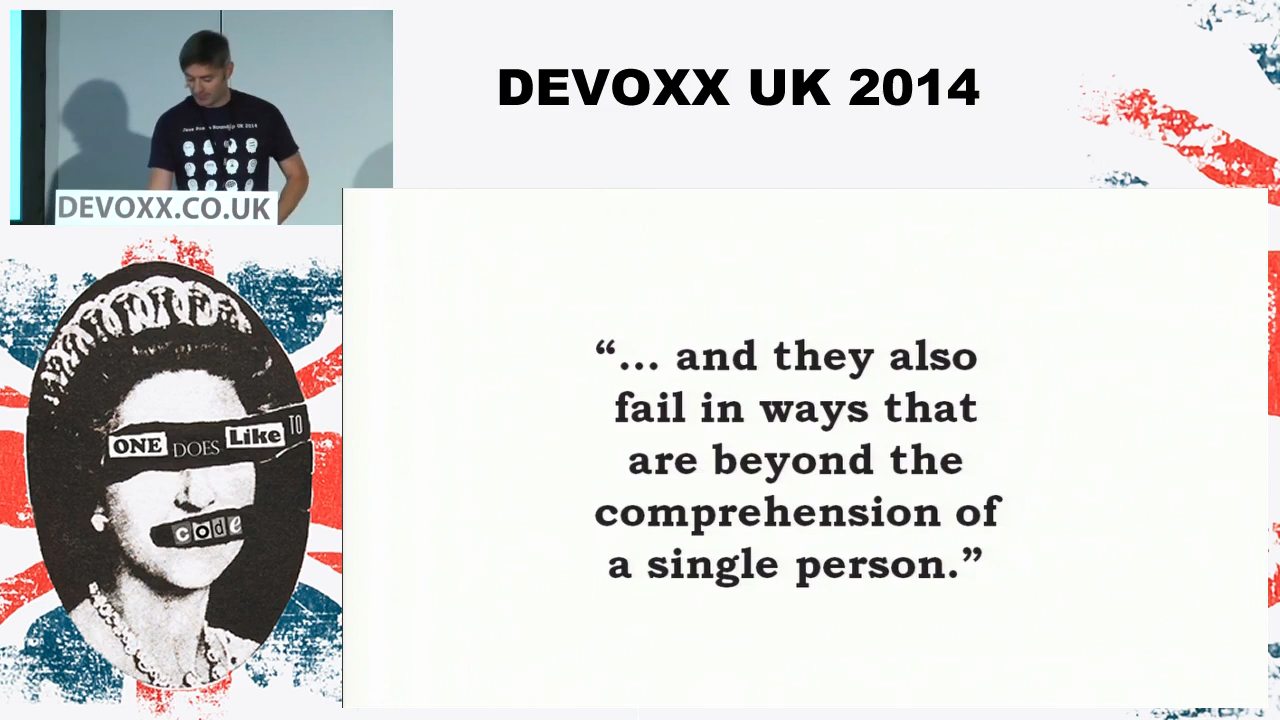 DEVOXX UK 2014
DEVOXX.CO.UK
ONE DOES Like TO
code
“... and they also
fail in ways that
are beyond the
comprehension of
a single person.”